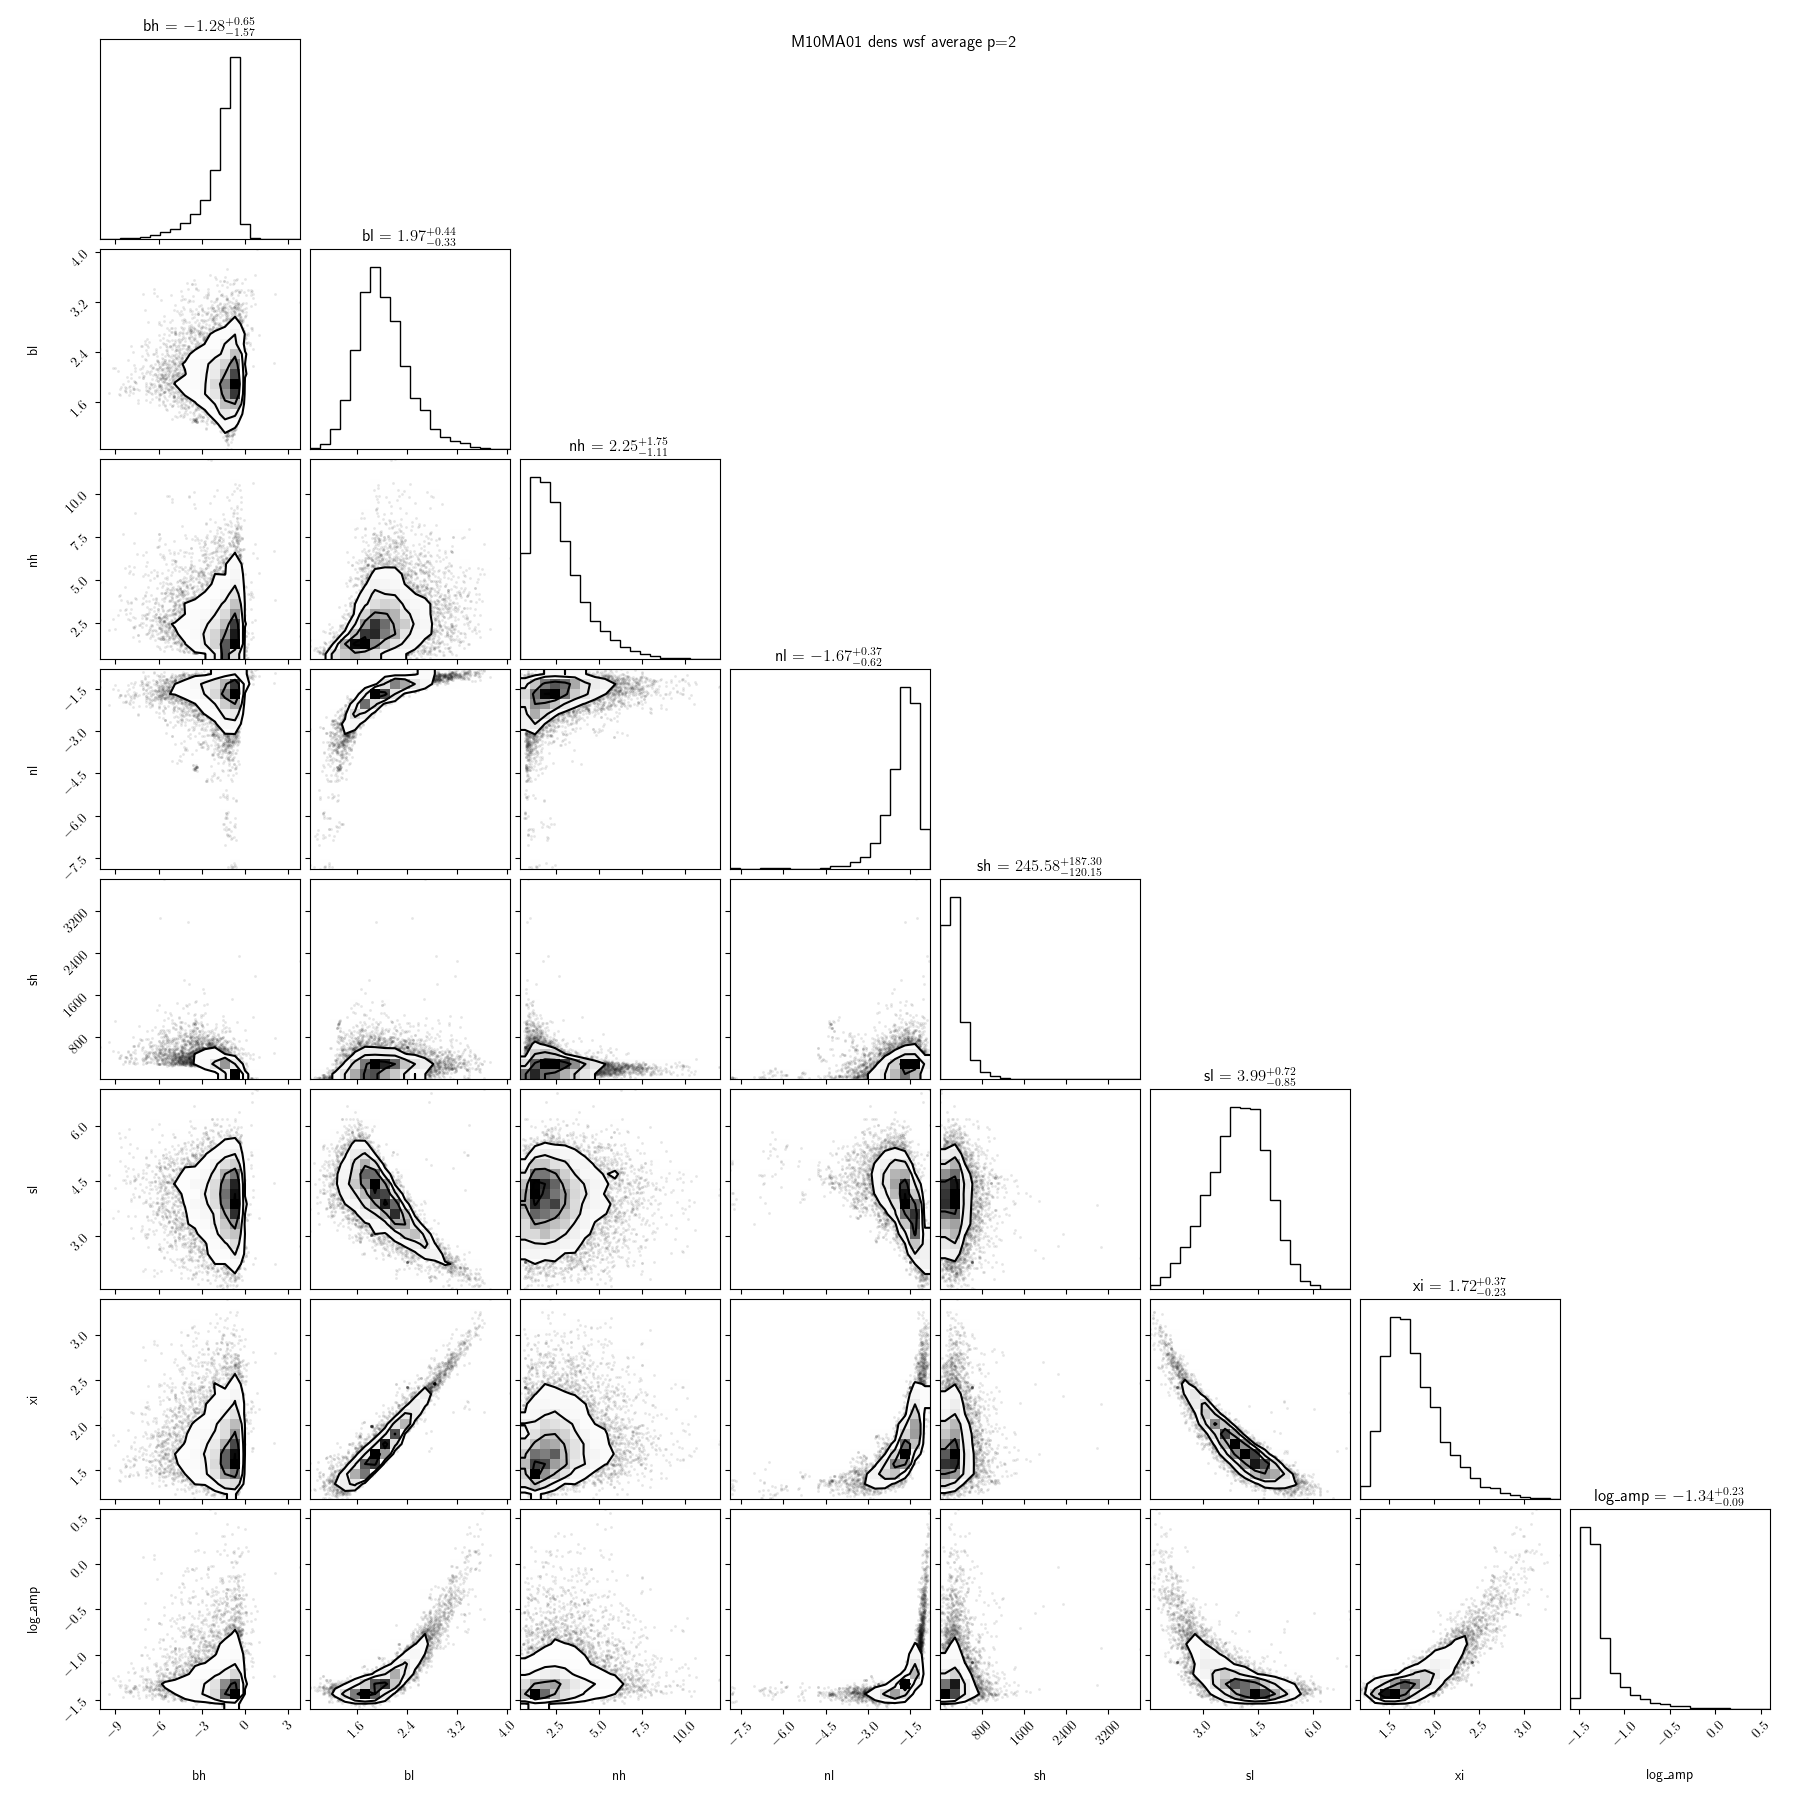 M10MA01 dens wsf average p=2
bh = −1.28 +0.65 −1.57
bl = 1.97 +0.44 −0.33
nh = 2.25 +1.75 −1.11
nl = −1.67 +0.37 −0.62
sh = 245.58 +187.30 −120.15
sl = 3.99 +0.72 −0.85
xi = 1.72 +0.37 −0.23
log_amp = −1.34 +0.23 −0.09
bl
4.0
3.2
2.4
1.6
nh
10.0
7.5
5.0
2.5
nl
−1.5
−3.0
−4.5
−6.0
−7.5
sh
3200
2400
1600
800
sl
6.0
4.5
3.0
xi
3.0
2.5
2.0
1.5
log_amp
0.5
0.0
−0.5
−1.0
−1.5
−9 −6 −3 0 3
1.6 2.4 3.2 4.0
2.5 5.0 7.5 10.0
−7.5 −6.0 −4.5 −3.0 −1.5
800 1600 2400 3200
3.0 4.5 6.0
1.5 2.0 2.5 3.0
−1.5 −1.0 −0.5 0.0 0.5
bh bl nh nl sh sl xi log_amp